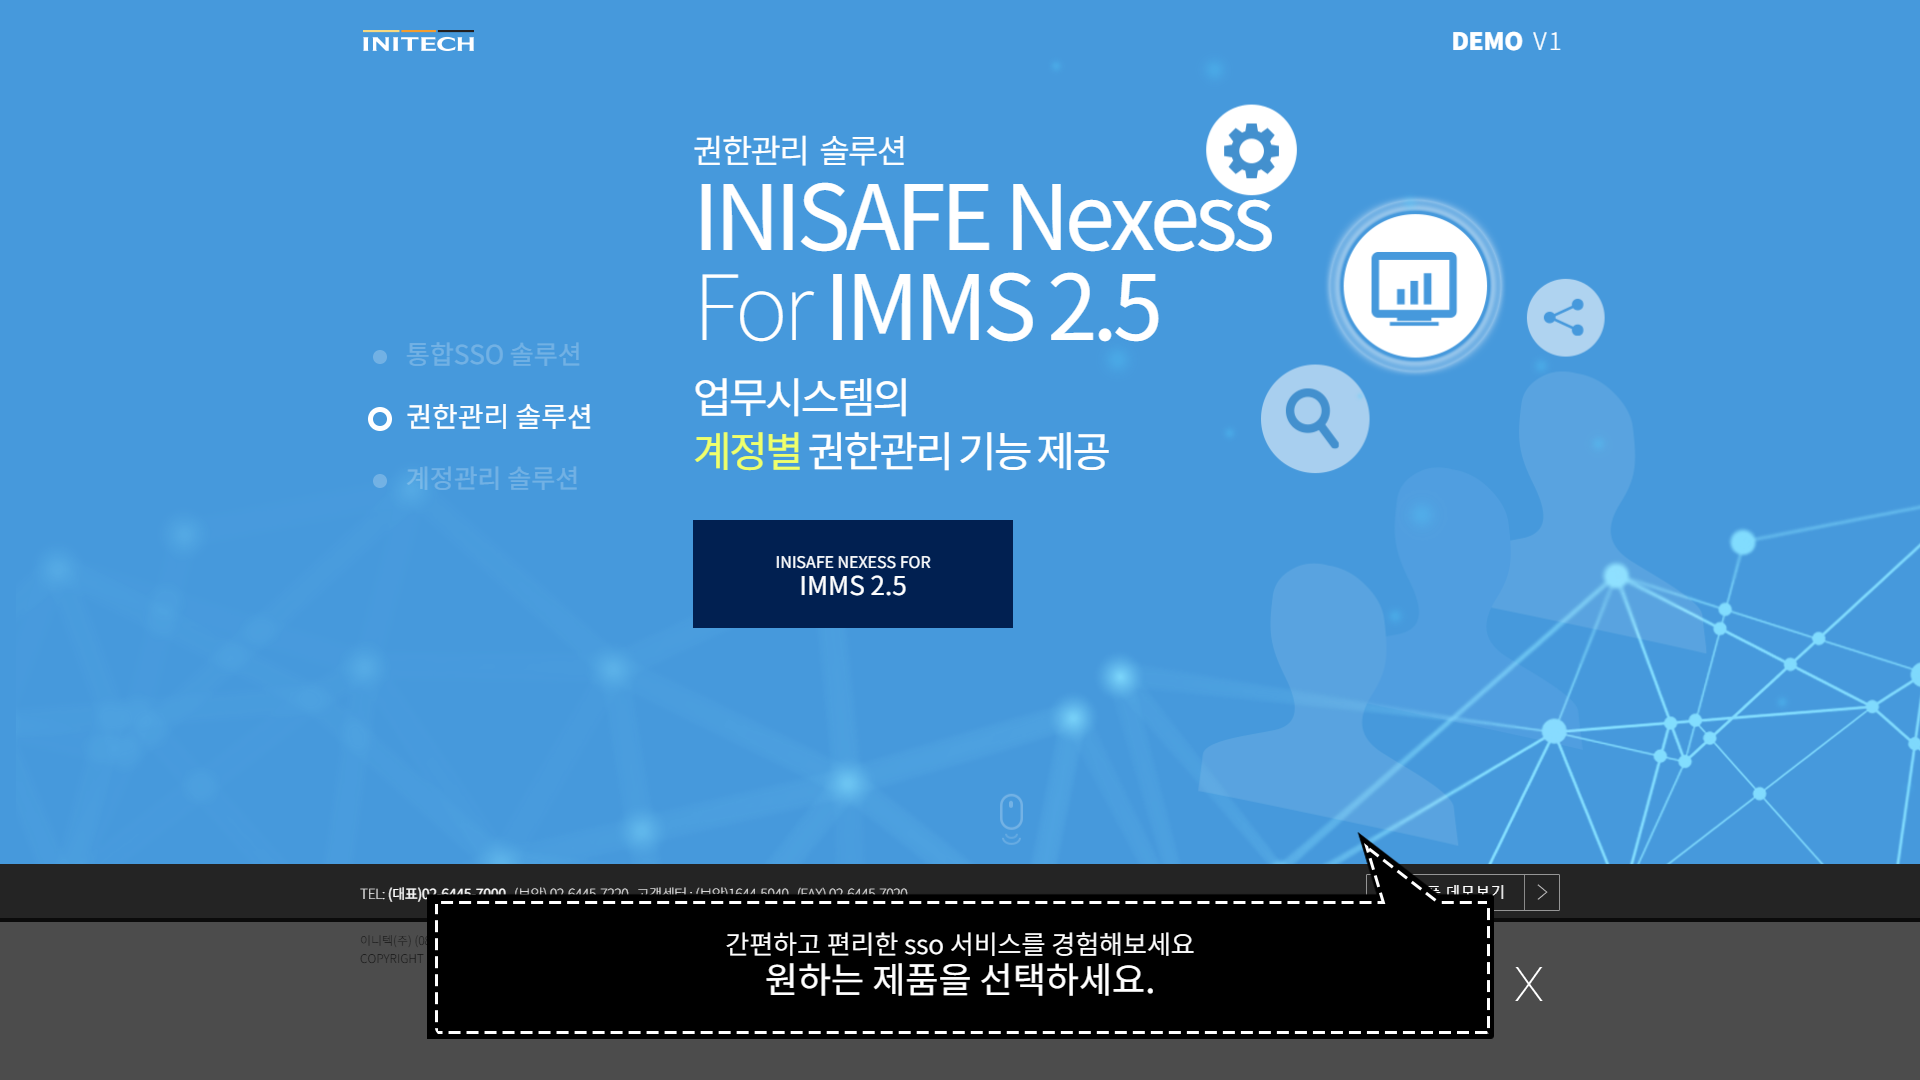 INITECH
DEMO V1
권한관리 솔루션
INISAFE Nexess
For IMMS 2.5
통합SSO 솔루션
권한관리 솔루션
계정관리 솔루션
업무시스템의
계정별 권한관리 기능 제공
INISAFE NEXESS FOR
IMMS 2.5
TEL: (대표)02-6445-7000 (보안) 02-6445-7220 고객센터 : (보안)1644-5040 (FAX) 02-6445-7020
데모보기
이니텍(주)
COPYRIGHT
간편하고 편리한 sso 서비스를 경험해보세요
원하는 제품을 선택하세요.